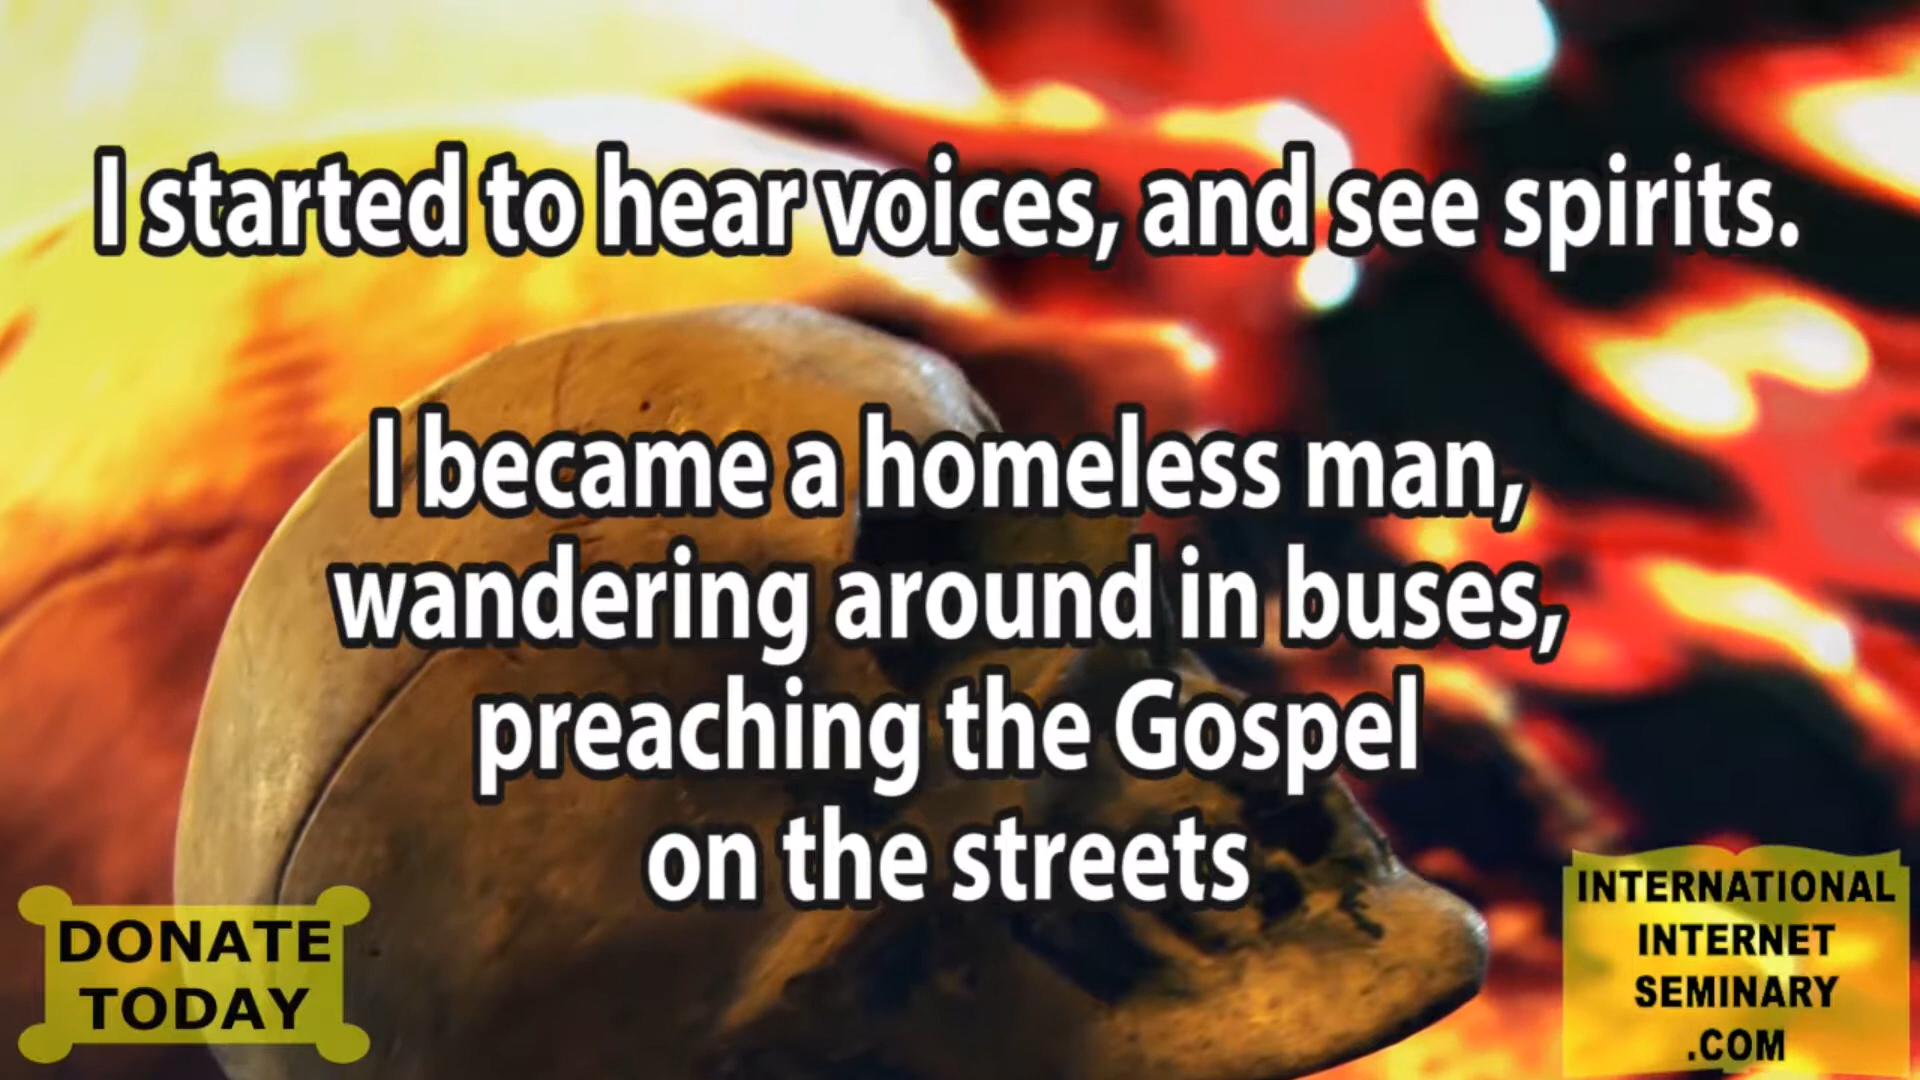 I started to hear voices, and see spirits.
I became a homeless man,
wandering around in buses,
preaching the Gospel
on the streets
DONATE
TODAY
INTERNATIONAL
INTERNET
SEMINARY
.COM